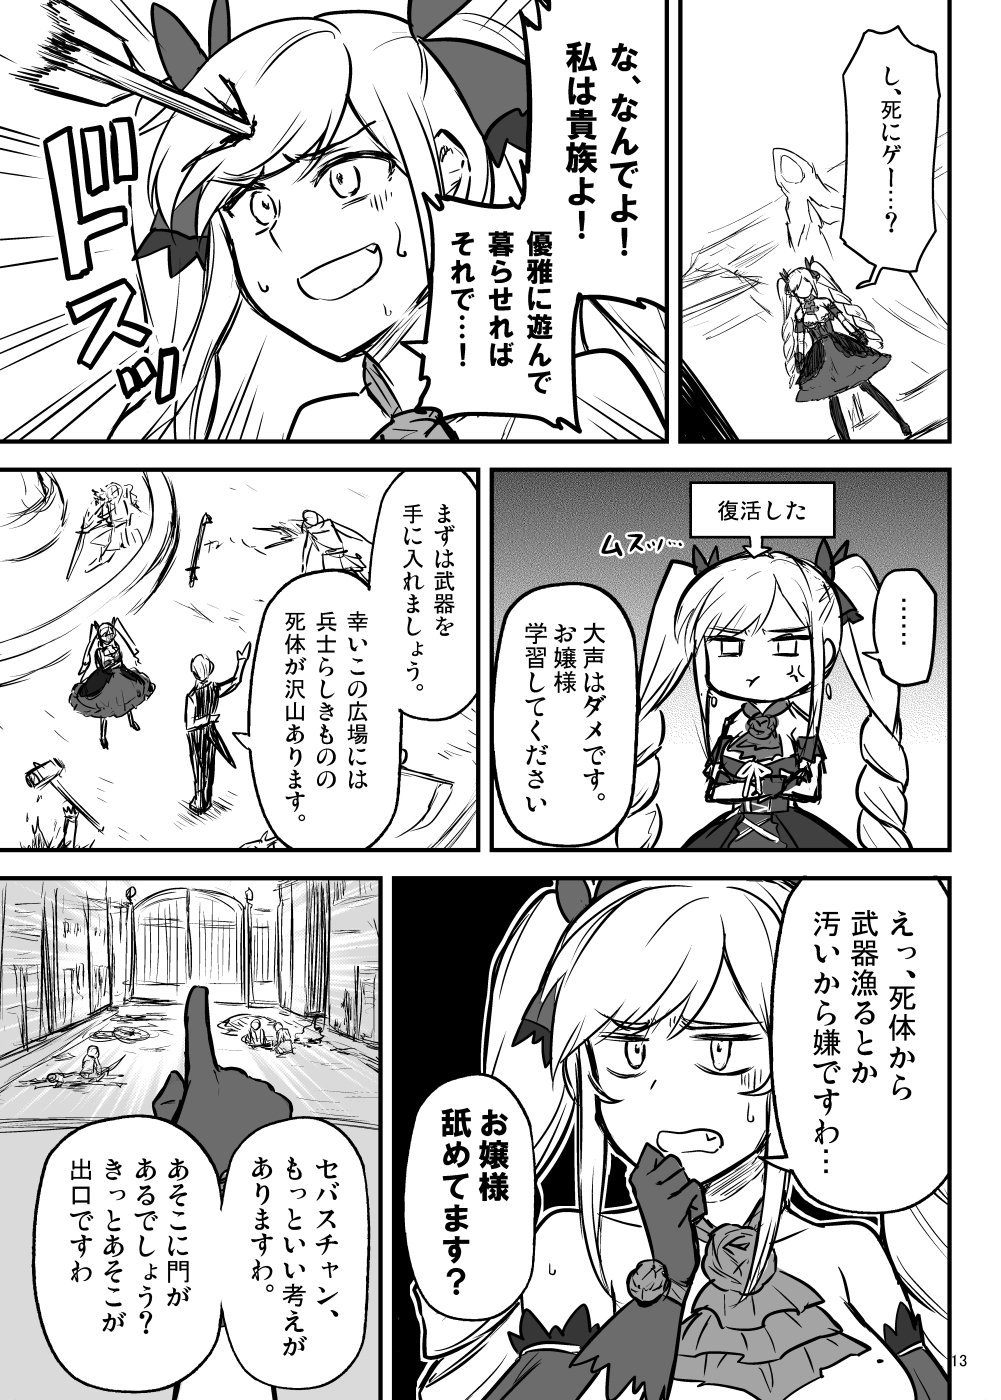 し、死にゲー…?
な、なんでよ！
私は貴族よ！
優雅に遊んで
暮らせれば
それで…！
ドスッ
復活した
ムスッ…
……
大声はダメです。
お嬢様
学習してください
まずは武器を
手に入れましょう。
幸いこの広場には
兵士らしきものの
死体が沢山あります。
えっ、死体から
武器漁るとか
汚いから嫌ですわ…
お嬢様
舐めてます？
セバスチャン、
もっといい考えが
ありますわ。
あそこに門が
あるでしょう？
きっとあそこが
出口ですわ
13